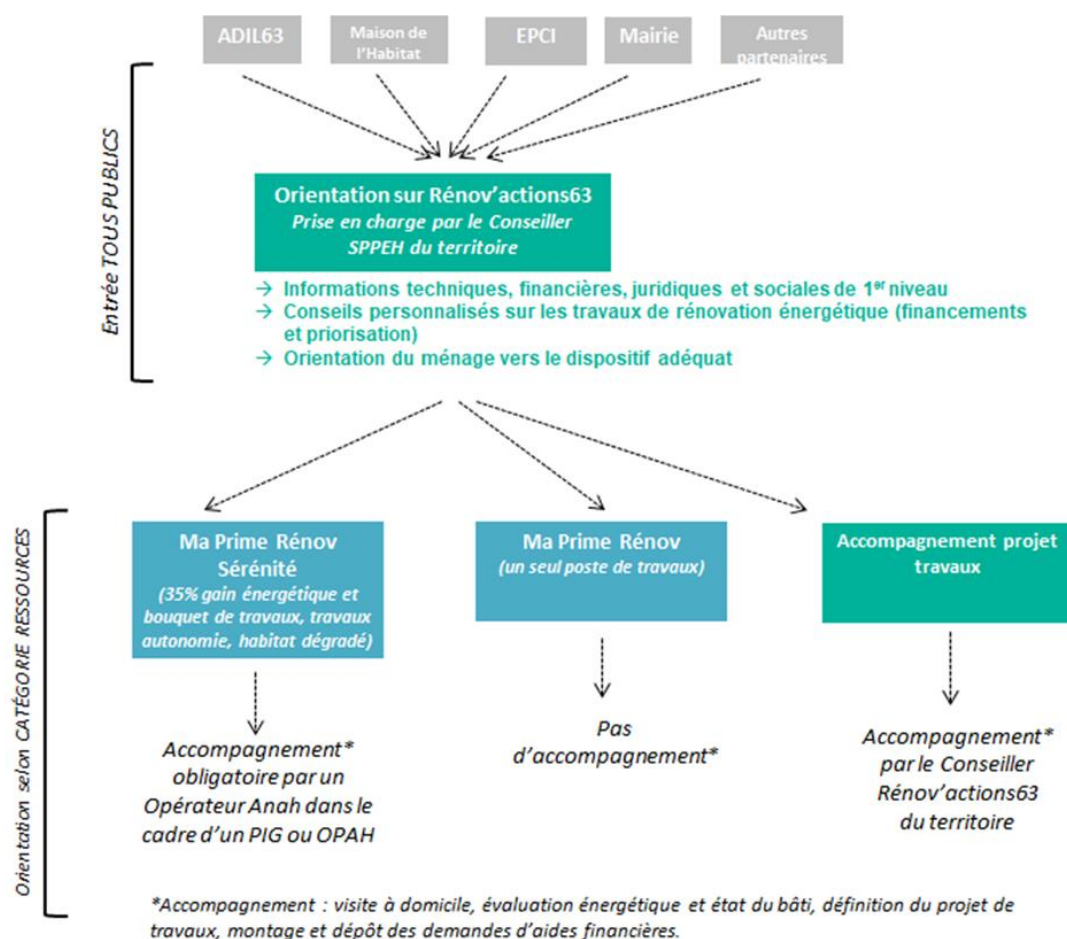 ADIL63
Maison de
l'Habitat
EPCI
Mairie
Autres
partenaires
Entrée TOUS PUBLICS
Orientation sur Rénov'actions63
Prise en charge par le Conseiller
SPPEH du territoire
→ Informations techniques, financières, juridiques et sociales de 1er niveau
→ Conseils personnalisés sur les travaux de rénovation énergétique (financements
et priorisation)
→ Orientation du ménage vers le dispositif adéquat
Orientation selon CATÉGORIE RESSOURCES
Ma Prime Rénov
Sérénité
(35% gain énergétique et
bouquet de travaux, travaux
autonomie, habitat dégradé)
Ma Prime Rénov
(un seul poste de travaux)
Accompagnement projet
travaux
Accompagnement*
obligatoire par un
Opérateur Anah dans le
cadre d'un PIG ou OPAH
Pas
d'accompagnement*
Accompagnement*
par le Conseiller
Rénov'actions63
du territoire
*Accompagnement : visite à domicile, évaluation énergétique et état du bâti, définition du projet de
travaux, montage et dépôt des demandes d'aides financières.